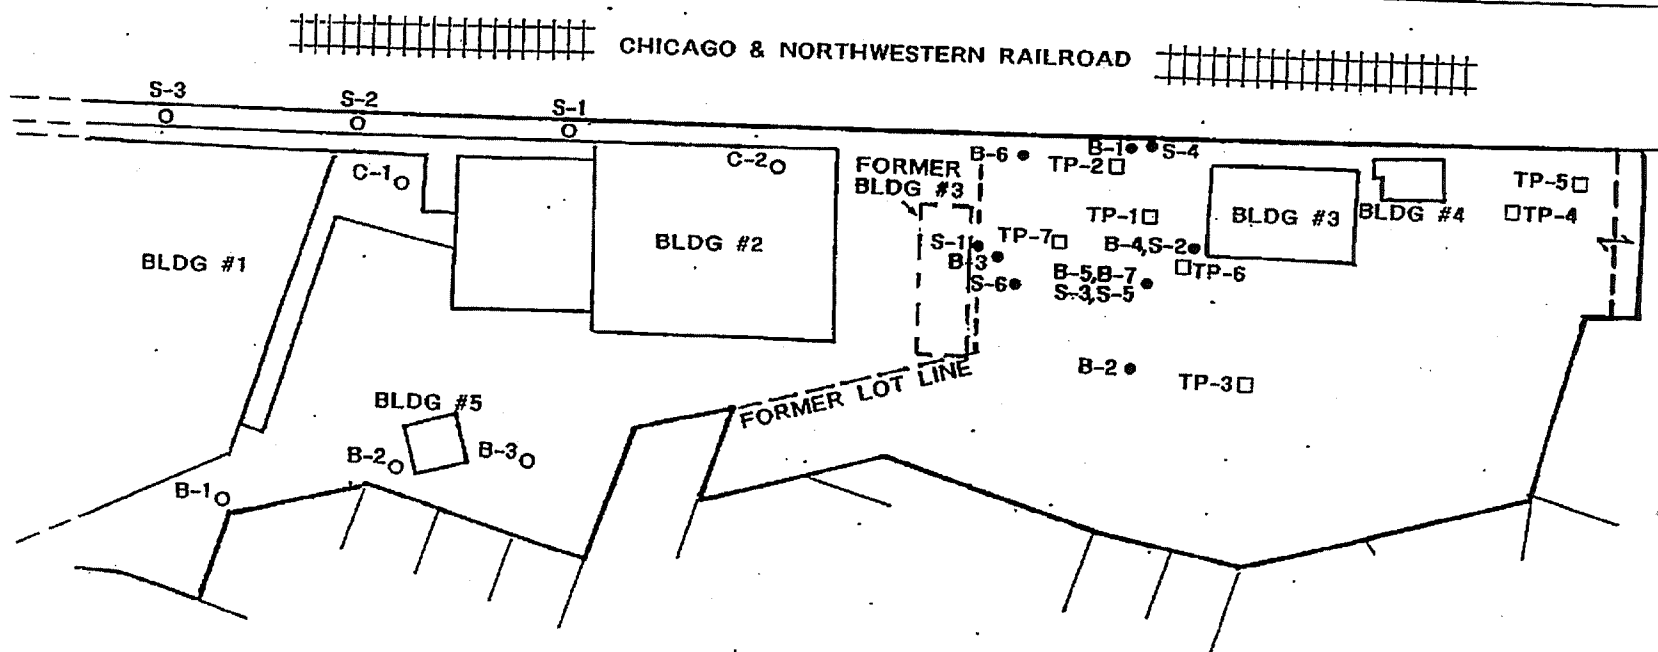 CHICAGO & NORTHWESTERN RAILROAD
S-3
S-2
S-1
C-1
C-2
FORMER
BLDG #3
B-6
B-1
S-4
TP-2
TP-5
TP-1
BLDG #3
BLDG #4
TP-4
BLDG #1
BLDG #2
S-1
TP-7
B-4,S-2
B-3
TP-6
S-6
B-5,B-7
S-3,S-5
B-2
TP-3
FORMER LOT LINE
BLDG #5
B-2
B-3
B-1